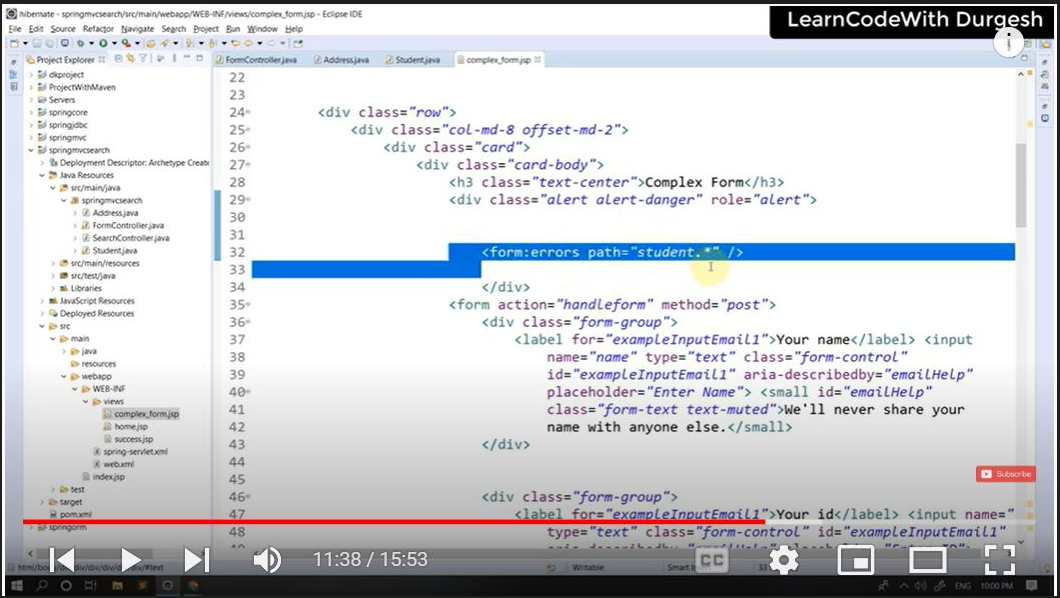 hibernate - springmvcsearch/src/main/webapp/WEB-INF/views/complex_form.jsp - Eclipse IDE
LearnCodeWith Durgesh
File Edit Source Refactor Navigate Search Project Run Window Help
Project Explorer
FormController.java
Address.java
Student.java
complex_form.jsp
dkproject
ProjectWithMaven
Servers
springcore
springjdbc
springmvc
springmvcsearch
Deployment Descriptor: Archetype Create
Java Resources
src/main/java
springmvcsearch
Address.java
FormController.java
SearchController.java
Student.java
src/main/resources
src/test/java
Libraries
JavaScript Resources
Deployed Resources
src
main
java
resources
webapp
WEB-INF
views
complex_form.jsp
home.jsp
success.jsp
spring-servlet.xml
web.xml
index.jsp
test
target
pom.xml
springorm
22
23
24 <div class="row">
25 <div class="col-md-8 offset-md-2">
26 <div class="card">
27 <div class="card-body">
28 <h3 class="text-center">Complex Form</h3>
29 <div class="alert alert-danger" role="alert">
30
31
32 <form:errors path="student.*" />
33
34 </div>
35 <form action="handleform" method="post">
36 <div class="form-group">
37 <label for="exampleInputEmail1">Your name</label> <input
38 name="name" type="text" class="form-control"
39 id="exampleInputEmail1" aria-describedby="emailHelp"
40 placeholder="Enter Name"> <small id="emailHelp"
41 class="form-text text-muted">We'll never share your
42 name with anyone else.</small>
43 </div>
44
45
46 <div class="form-group">
47 <label for="exampleInputEmail1">Your id</label> <input name="
48 type="text" class="form-control" id="exampleInputEmail1"
Subscribe
11:38 / 15:53
CC
Writable
Smart In
ENG
10:00 PM